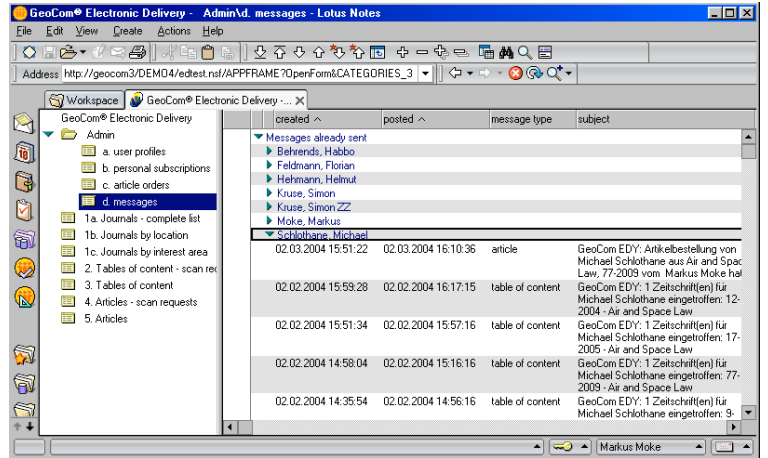 GeoCom® Electronic Delivery - Admin\d. messages - Lotus Notes
File Edit View Create Actions Help
Address http://geocom3/DEMO4/edtest.nsf/APPFRAME?OpenForm&CATEGORIES_3
Workspace GeoCom® Electronic Delivery -...
GeoCom® Electronic Delivery
Admin
a. user profiles
b. personal subscriptions
c. article orders
d. messages
1a. Journals - complete list
1b. Journals by location
1c. Journals by interest area
2. Tables of content - scan rec
3. Tables of content
4. Articles - scan requests
5. Articles
created posted message type subject
Messages already sent
Behrends, Habbo
Feldmann, Florian
Hehmann, Helmut
Kruse, Simon
Kruse, Simon ZZ
Moke, Markus
Schlothane, Michael
02.03.2004 15:51:22 02.03.2004 16:10:36 article GeoCom EDY: Artikelbestellung von
Michael Schlothane aus Air and Spac
Law, 77-2009 vom Markus Moke hat
02.02.2004 15:59:28 02.02.2004 16:17:15 table of content GeoCom EDY: 1 Zeitschrift(en) für
Michael Schlothane eingetroffen: 12-
2004 - Air and Space Law
02.02.2004 15:51:34 02.02.2004 15:57:16 table of content GeoCom EDY: 1 Zeitschrift(en) für
Michael Schlothane eingetroffen: 17-
2005 - Air and Space Law
02.02.2004 14:58:04 02.02.2004 15:16:16 table of content GeoCom EDY: 1 Zeitschrift(en) für
Michael Schlothane eingetroffen: 77-
2009 - Air and Space Law
02.02.2004 14:35:54 02.02.2004 14:56:16 table of content GeoCom EDY: 1 Zeitschrift(en) für
Michael Schlothane eingetroffen: 9-
Markus Moke